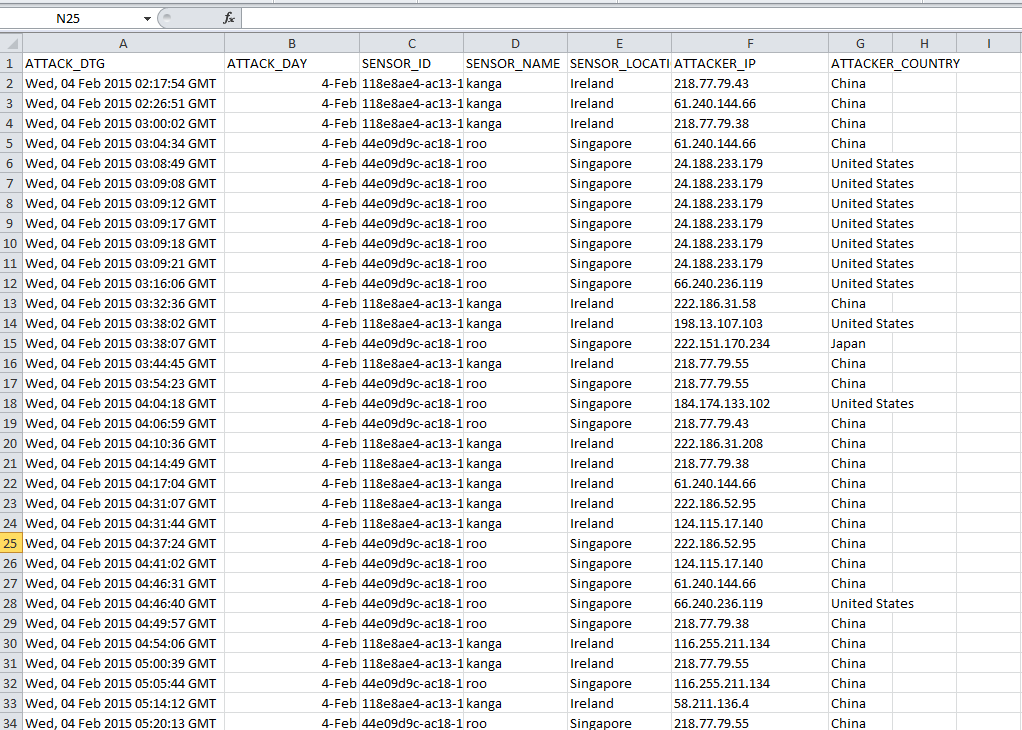 N25 fx
A B C D E F G H I
1 ATTACK_DTG ATTACK_DAY SENSOR_ID SENSOR_NAME SENSOR_LOCATI ATTACKER_IP ATTACKER_COUNTRY
2 Wed, 04 Feb 2015 02:17:54 GMT 4-Feb 118e8ae4-ac13-1 kanga Ireland 218.77.79.43 China
3 Wed, 04 Feb 2015 02:26:51 GMT 4-Feb 118e8ae4-ac13-1 kanga Ireland 61.240.144.66 China
4 Wed, 04 Feb 2015 03:00:02 GMT 4-Feb 118e8ae4-ac13-1 kanga Ireland 218.77.79.38 China
5 Wed, 04 Feb 2015 03:04:34 GMT 4-Feb 44e09d9c-ac18-1 roo Singapore 61.240.144.66 China
6 Wed, 04 Feb 2015 03:08:49 GMT 4-Feb 44e09d9c-ac18-1 roo Singapore 24.188.233.179 United States
7 Wed, 04 Feb 2015 03:09:08 GMT 4-Feb 44e09d9c-ac18-1 roo Singapore 24.188.233.179 United States
8 Wed, 04 Feb 2015 03:09:12 GMT 4-Feb 44e09d9c-ac18-1 roo Singapore 24.188.233.179 United States
9 Wed, 04 Feb 2015 03:09:17 GMT 4-Feb 44e09d9c-ac18-1 roo Singapore 24.188.233.179 United States
10 Wed, 04 Feb 2015 03:09:18 GMT 4-Feb 44e09d9c-ac18-1 roo Singapore 24.188.233.179 United States
11 Wed, 04 Feb 2015 03:09:21 GMT 4-Feb 44e09d9c-ac18-1 roo Singapore 24.188.233.179 United States
12 Wed, 04 Feb 2015 03:16:06 GMT 4-Feb 44e09d9c-ac18-1 roo Singapore 66.240.236.119 United States
13 Wed, 04 Feb 2015 03:32:36 GMT 4-Feb 118e8ae4-ac13-1 kanga Ireland 222.186.31.58 China
14 Wed, 04 Feb 2015 03:38:02 GMT 4-Feb 118e8ae4-ac13-1 kanga Ireland 198.13.107.103 United States
15 Wed, 04 Feb 2015 03:38:07 GMT 4-Feb 44e09d9c-ac18-1 roo Singapore 222.151.170.234 Japan
16 Wed, 04 Feb 2015 03:44:45 GMT 4-Feb 118e8ae4-ac13-1 kanga Ireland 218.77.79.55 China
17 Wed, 04 Feb 2015 03:54:23 GMT 4-Feb 44e09d9c-ac18-1 roo Singapore 218.77.79.55 China
18 Wed, 04 Feb 2015 04:04:18 GMT 4-Feb 44e09d9c-ac18-1 roo Singapore 184.174.133.102 United States
19 Wed, 04 Feb 2015 04:06:59 GMT 4-Feb 44e09d9c-ac18-1 roo Singapore 218.77.79.43 China
20 Wed, 04 Feb 2015 04:10:36 GMT 4-Feb 118e8ae4-ac13-1 kanga Ireland 222.186.31.208 China
21 Wed, 04 Feb 2015 04:14:49 GMT 4-Feb 118e8ae4-ac13-1 kanga Ireland 218.77.79.38 China
22 Wed, 04 Feb 2015 04:17:04 GMT 4-Feb 118e8ae4-ac13-1 kanga Ireland 61.240.144.66 China
23 Wed, 04 Feb 2015 04:31:07 GMT 4-Feb 118e8ae4-ac13-1 kanga Ireland 222.186.52.95 China
24 Wed, 04 Feb 2015 04:31:44 GMT 4-Feb 118e8ae4-ac13-1 kanga Ireland 124.115.17.140 China
25 Wed, 04 Feb 2015 04:37:24 GMT 4-Feb 44e09d9c-ac18-1 roo Singapore 222.186.52.95 China
26 Wed, 04 Feb 2015 04:41:02 GMT 4-Feb 44e09d9c-ac18-1 roo Singapore 124.115.17.140 China
27 Wed, 04 Feb 2015 04:46:31 GMT 4-Feb 44e09d9c-ac18-1 roo Singapore 61.240.144.66 China
28 Wed, 04 Feb 2015 04:46:40 GMT 4-Feb 44e09d9c-ac18-1 roo Singapore 66.240.236.119 United States
29 Wed, 04 Feb 2015 04:49:57 GMT 4-Feb 44e09d9c-ac18-1 roo Singapore 218.77.79.38 China
30 Wed, 04 Feb 2015 04:54:06 GMT 4-Feb 118e8ae4-ac13-1 kanga Ireland 116.255.211.134 China
31 Wed, 04 Feb 2015 05:00:39 GMT 4-Feb 118e8ae4-ac13-1 kanga Ireland 218.77.79.55 China
32 Wed, 04 Feb 2015 05:05:44 GMT 4-Feb 44e09d9c-ac18-1 roo Singapore 116.255.211.134 China
33 Wed, 04 Feb 2015 05:14:12 GMT 4-Feb 118e8ae4-ac13-1 kanga Ireland 58.211.136.4 China
34 Wed, 04 Feb 2015 05:20:13 GMT 4-Feb 44e09d9c-ac18-1 roo Singapore 218.77.79.55 China